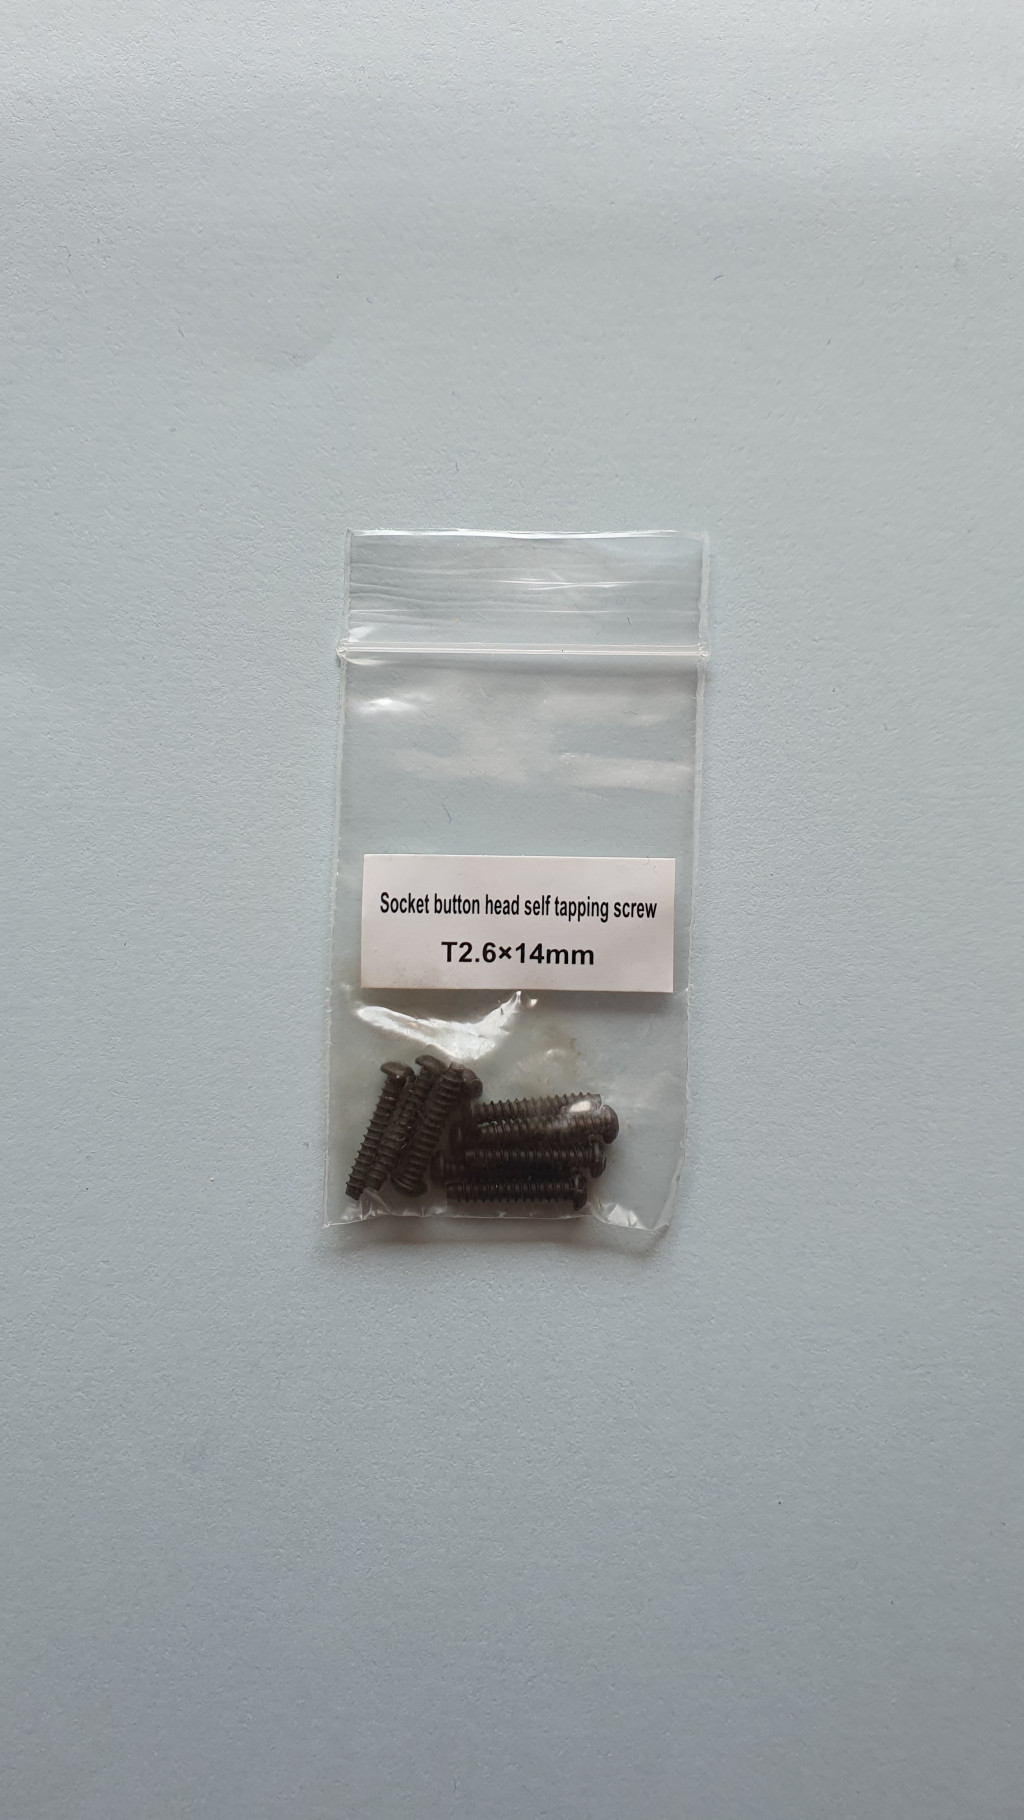 Socket button head self tapping screw
T2.6×14mm